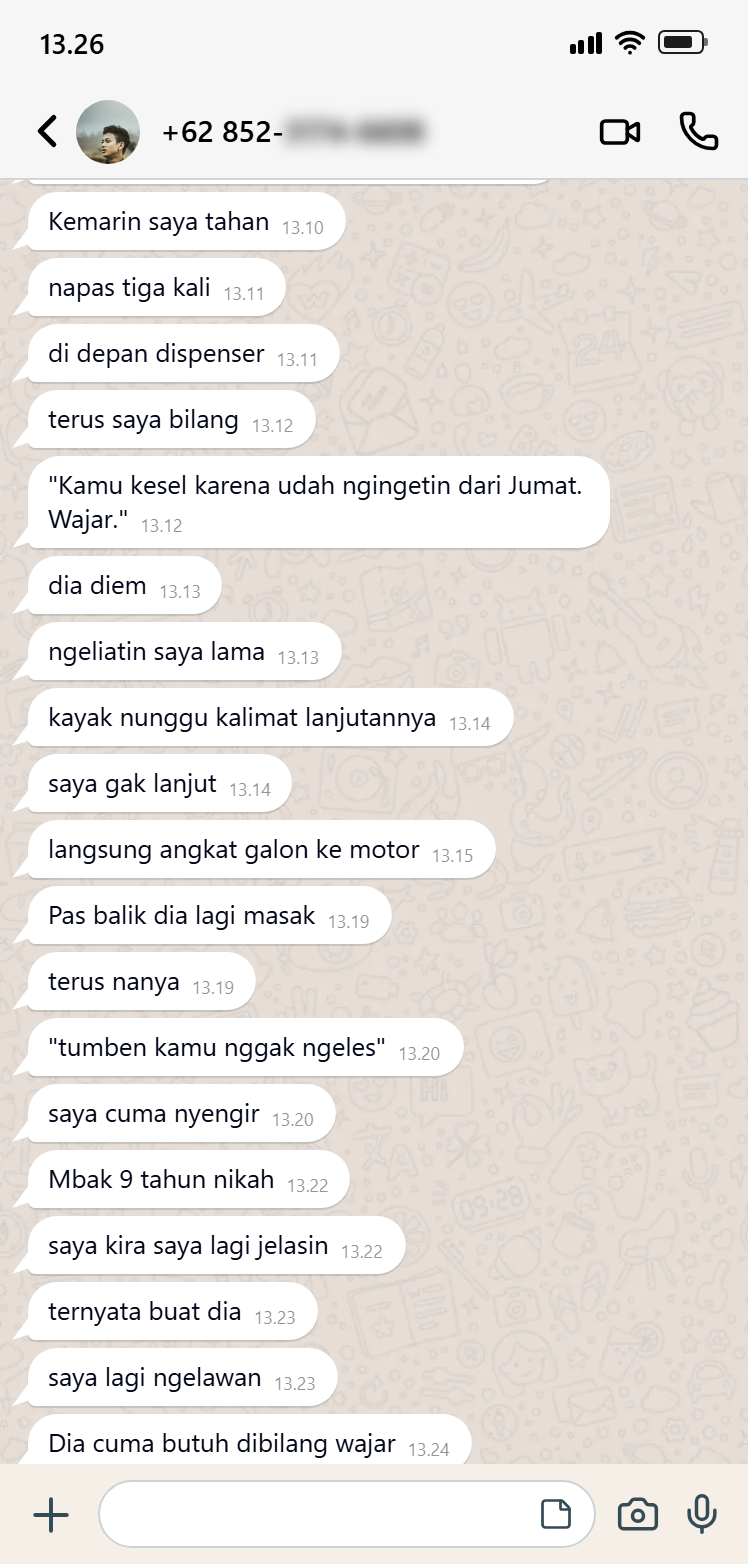 13.26
+62 852-
Kemarin saya tahan 13.10
napas tiga kali 13.11
di depan dispenser 13.11
terus saya bilang 13.12
"Kamu kesel karena udah ngingetin dari Jumat.
Wajar." 13.12
dia diem 13.13
ngeliatin saya lama 13.13
kayak nunggu kalimat lanjutannya 13.14
saya gak lanjut 13.14
langsung angkat galon ke motor 13.15
Pas balik dia lagi masak 13.19
terus nanya 13.19
"tumben kamu nggak ngeles" 13.20
saya cuma nyengir 13.20
Mbak 9 tahun nikah 13.22
saya kira saya lagi jelasin 13.22
ternyata buat dia 13.23
saya lagi ngelawan 13.23
Dia cuma butuh dibilang wajar 13.24